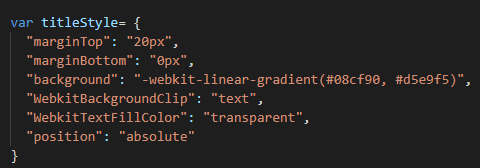 var titleStyle= {
"marginTop": "20px",
"marginBottom": "0px",
"background": "-webkit-linear-gradient(#08cf90, #d5e9f5)",
"WebkitBackgroundClip": "text",
"WebkitTextFillColor": "transparent",
"position": "absolute"
}